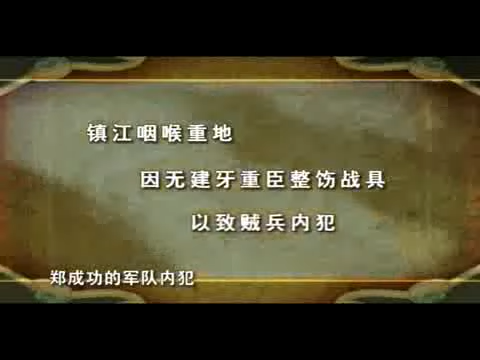 镇江咽喉重地
因无建牙重臣整饬战具
以致贼兵内犯
郑成功的军队内犯